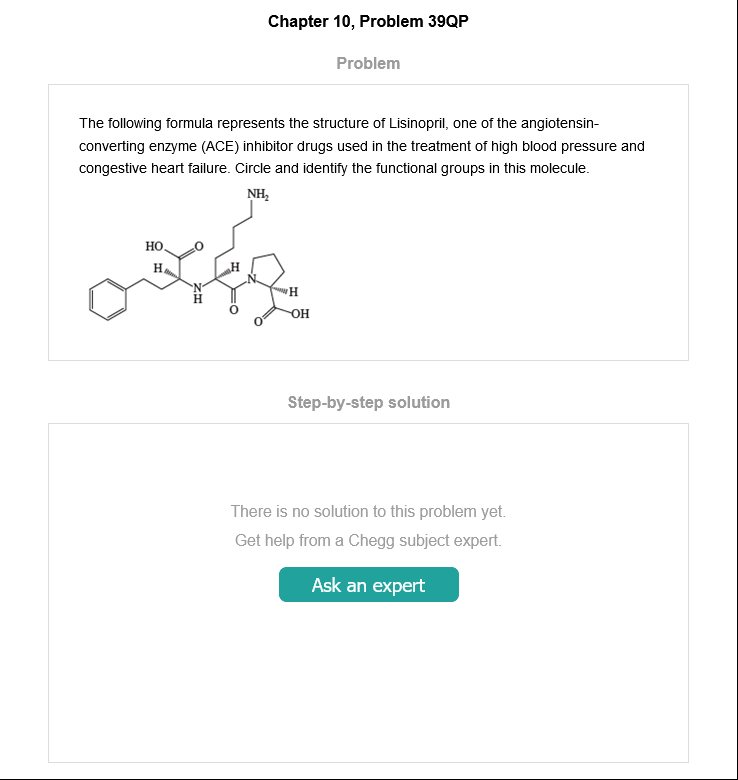 Chapter 10, Problem 39QP
Problem
The following formula represents the structure of Lisinopril, one of the angiotensin-
converting enzyme (ACE) inhibitor drugs used in the treatment of high blood pressure and
congestive heart failure. Circle and identify the functional groups in this molecule.
NH₂
HO O
H H
N N
H H
O OH
O
Step-by-step solution
There is no solution to this problem yet.
Get help from a Chegg subject expert.
Ask an expert